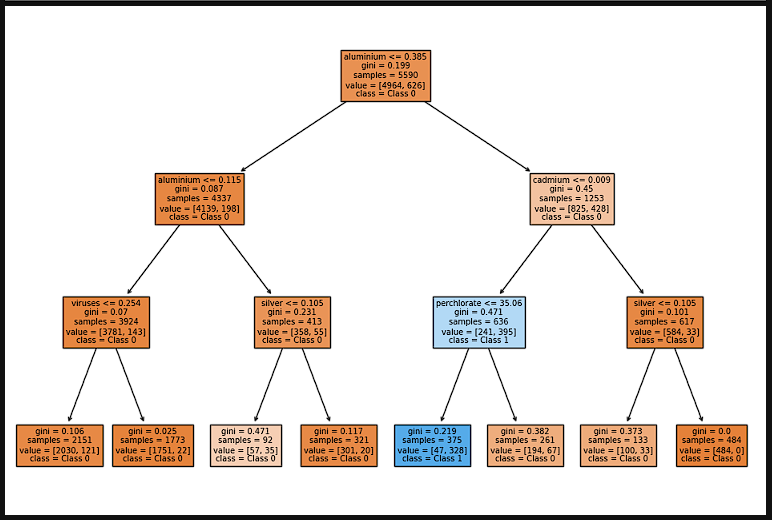 aluminium <= 0.385
gini = 0.199
samples = 5590
value = [4964, 626]
class = Class 0
aluminium <= 0.115
gini = 0.087
samples = 4337
value = [4139, 198]
class = Class 0
cadmium <= 0.009
gini = 0.45
samples = 1253
value = [825, 428]
class = Class 0
viruses <= 0.254
gini = 0.07
samples = 3924
value = [3781, 143]
class = Class 0
silver <= 0.105
gini = 0.231
samples = 413
value = [358, 55]
class = Class 0
perchlorate <= 35.06
gini = 0.471
samples = 636
value = [241, 395]
class = Class 1
silver <= 0.105
gini = 0.101
samples = 617
value = [584, 33]
class = Class 0
gini = 0.106
samples = 2151
value = [2030, 121]
class = Class 0
gini = 0.025
samples = 1773
value = [1751, 22]
class = Class 0
gini = 0.471
samples = 92
value = [57, 35]
class = Class 0
gini = 0.117
samples = 321
value = [301, 20]
class = Class 0
gini = 0.219
samples = 375
value = [47, 328]
class = Class 1
gini = 0.382
samples = 261
value = [194, 67]
class = Class 0
gini = 0.373
samples = 133
value = [100, 33]
class = Class 0
gini = 0.0
samples = 484
value = [484, 0]
class = Class 0